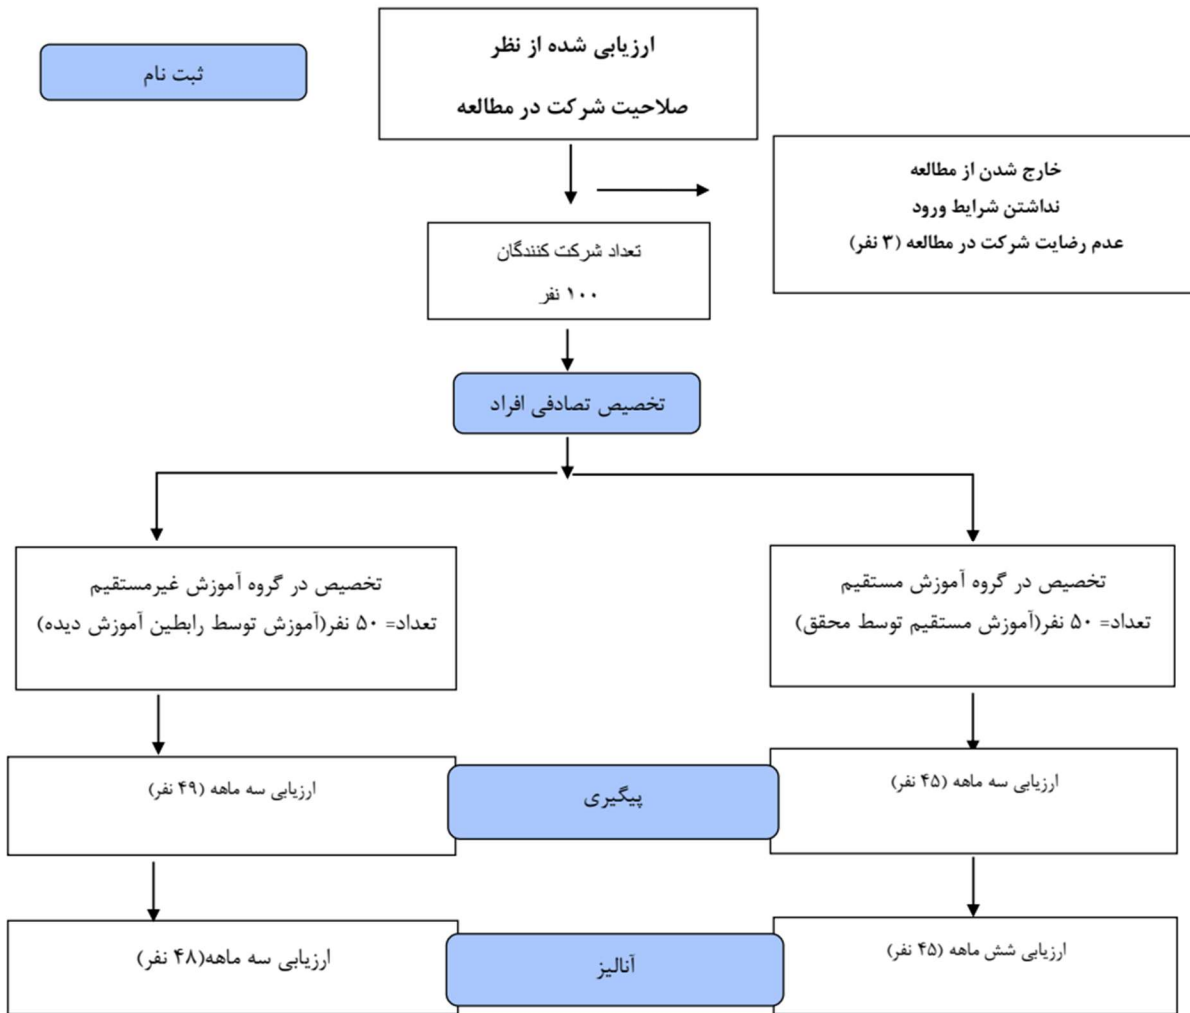 ثبت نام
ارزیابی شده از نظر
صلاحیت شرکت در مطالعه
خارج شدن از مطالعه
نداشتن شرایط ورود
عدم رضایت شرکت در مطالعه (۳ نفر)
تعداد شرکت کنندگان
۱۰۰ نفر
تخصیص تصادفی افراد
تخصیص در گروه آموزش مستقیم
تعداد= ۵۰ نفر(آموزش مستقیم توسط محقق)
تخصیص در گروه آموزش غیرمستقیم
تعداد= ۵۰ نفر(آموزش توسط رابطین آموزش دیده)
ارزیابی سه ماهه (۴۵ نفر)
پیگیری
ارزیابی سه ماهه (۴۹ نفر)
ارزیابی شش ماهه (۴۵ نفر)
آنالیز
ارزیابی سه ماهه(۴۸ نفر)